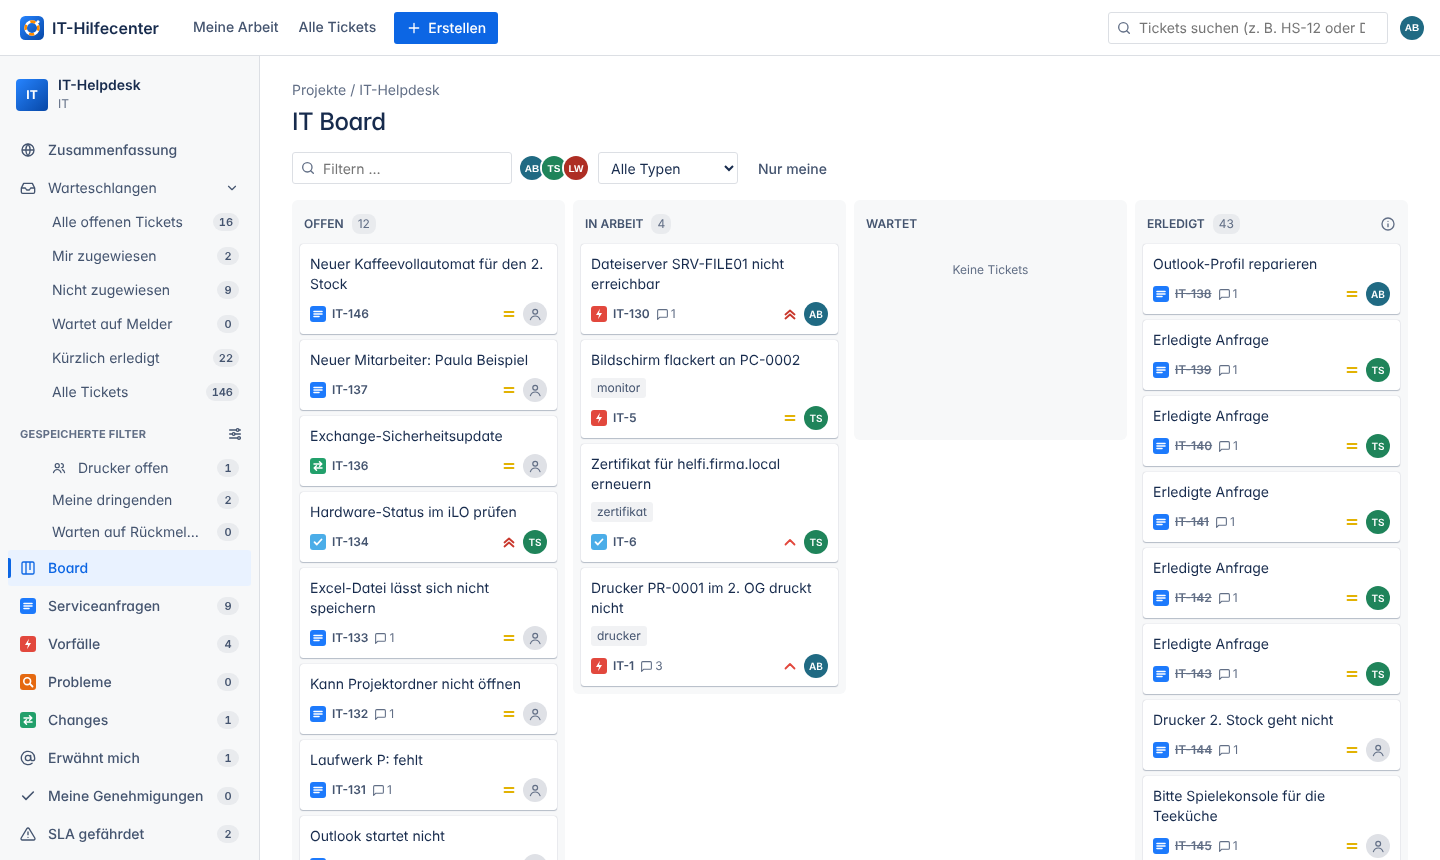 IT-Hilfecenter
Meine Arbeit
Alle Tickets
Erstellen
Tickets suchen (z. B. HS-12 oder D
AB
IT
IT-Helpdesk
IT
Zusammenfassung
Warteschlangen
Alle offenen Tickets 16
Mir zugewiesen 2
Nicht zugewiesen 9
Wartet auf Melder 0
Kürzlich erledigt 22
Alle Tickets 146
GESPEICHERTE FILTER
Drucker offen 1
Meine dringenden 2
Warten auf Rückmel... 0
Board
Serviceanfragen 9
Vorfälle 4
Probleme 0
Changes 1
Erwähnt mich 1
Meine Genehmigungen 0
SLA gefährdet 2
Projekte / IT-Helpdesk
IT Board
Filtern ...
AB TS LW
Alle Typen
Nur meine
OFFEN 12
Neuer Kaffeevollautomat für den 2.
Stock
IT-146
Neuer Mitarbeiter: Paula Beispiel
IT-137
Exchange-Sicherheitsupdate
IT-136
Hardware-Status im iLO prüfen
IT-134 TS
Excel-Datei lässt sich nicht
speichern
IT-133 1
Kann Projektordner nicht öffnen
IT-132 1
Laufwerk P: fehlt
IT-131 1
Outlook startet nicht
IN ARBEIT 4
Dateiserver SRV-FILE01 nicht
erreichbar
IT-130 1 AB
Bildschirm flackert an PC-0002
monitor
IT-5 TS
Zertifikat für helfi.firma.local
erneuern
zertifikat
IT-6 TS
Drucker PR-0001 im 2. OG druckt
nicht
drucker
IT-1 3 AB
WARTET
Keine Tickets
ERLEDIGT 43
Outlook-Profil reparieren
IT-138 1 AB
Erledigte Anfrage
IT-139 1 TS
Erledigte Anfrage
IT-140 1 TS
Erledigte Anfrage
IT-141 1 TS
Erledigte Anfrage
IT-142 1 TS
Erledigte Anfrage
IT-143 1 TS
Drucker 2. Stock geht nicht
IT-144 1
Bitte Spielekonsole für die
Teeküche
IT-145 1